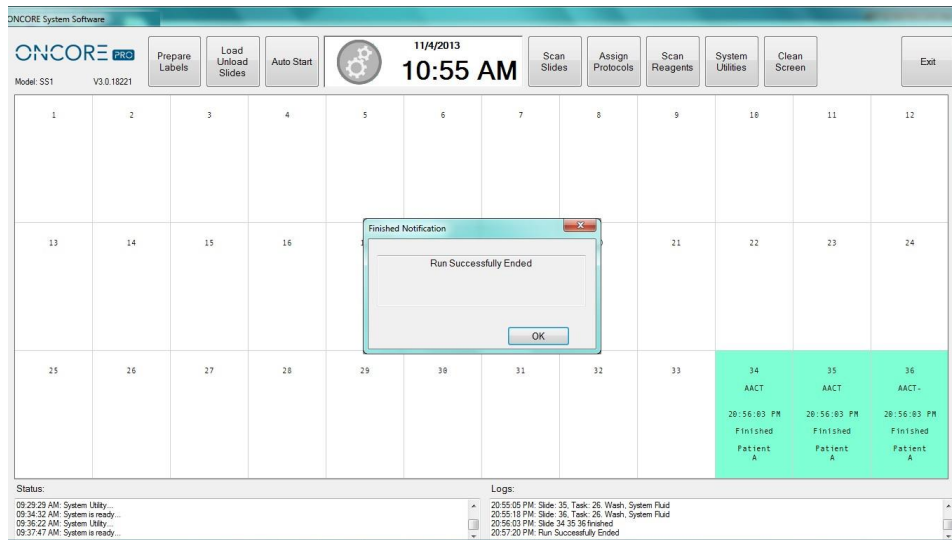 ONCORE System Software
ONCORE PRO
Model: SS1 V3.0.18221
Prepare
Labels
Load
Unload
Slides
Auto Start
11/4/2013
10:55 AM
Scan
Slides
Assign
Protocols
Scan
Reagents
System
Utilities
Clean
Screen
Exit
1 2 3 4 5 6 7 8 9 10 11 12
13 14 15 16 21 22 23 24
Finished Notification
Run Successfully Ended
OK
25 26 27 28 29 30 31 32 33 34 35 36
AACT AACT AACT-
20:56:03 PM 20:56:03 PM 20:56:03 PM
Finished Finished Finished
Patient Patient Patient
A A A
Status:
09:29:29 AM: System Utility...
09:34:32 AM: System is ready...
09:36:22 AM: System Utility...
09:37:47 AM: System is ready...
Logs:
20:55:05 PM: Slide: 35, Task: 26. Wash, System Fluid
20:55:18 PM: Slide: 36, Task: 26. Wash, System Fluid
20:56:03 PM: Slide 34 35 36 finished
20:57:20 PM: Run Successfully Ended